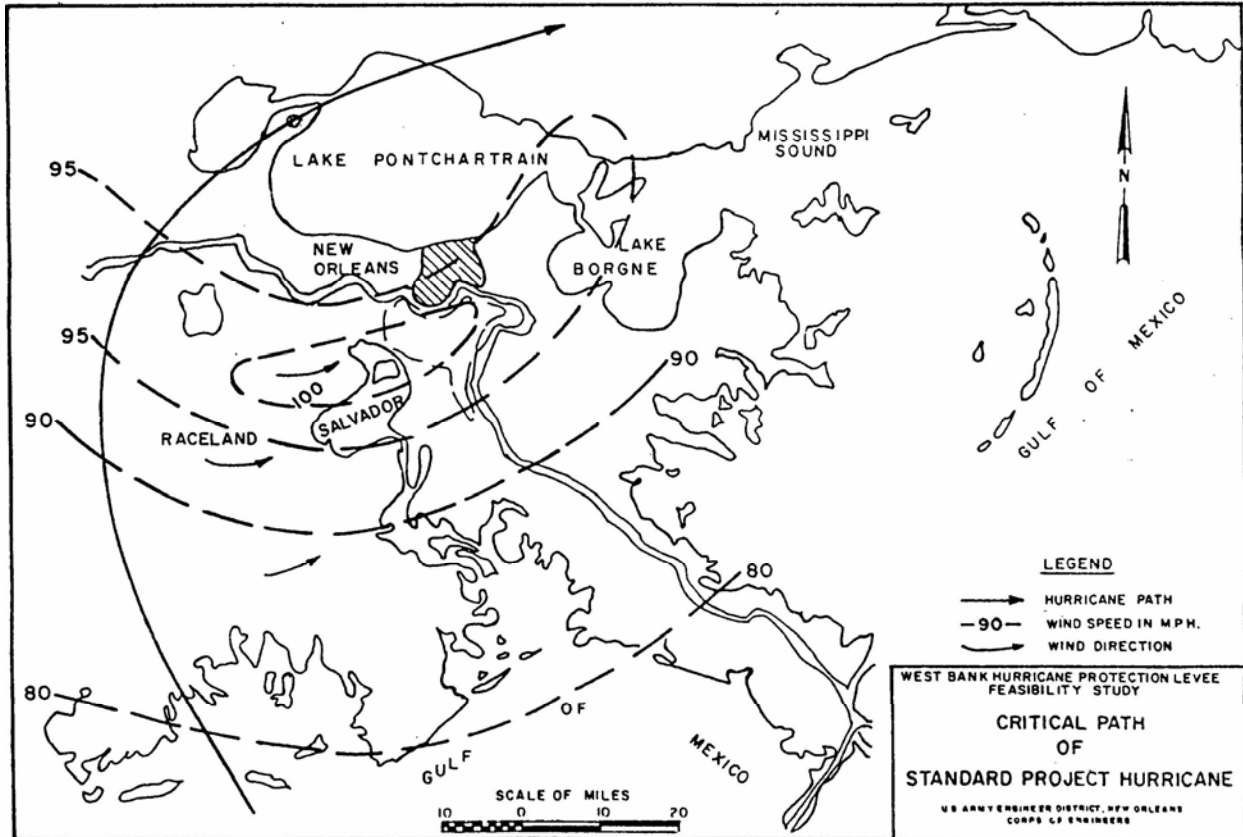 LAKE PONTCHARTRAIN
MISSISSIPPI
SOUND
N
95
NEW
ORLEANS
LAKE
BORGNE
95
100
SALVADOR
90
90
RACELAND
GULF OF MEXICO
80
80
GULF OF MEXICO
LEGEND
HURRICANE PATH
-90- WIND SPEED IN M.P.H.
WIND DIRECTION
SCALE OF MILES
10 0 10 20
WEST BANK HURRICANE PROTECTION LEVEE
FEASIBILITY STUDY
CRITICAL PATH
OF
STANDARD PROJECT HURRICANE
U S ARMY ENGINEER DISTRICT, NEW ORLEANS
CORPS OF ENGINEERS